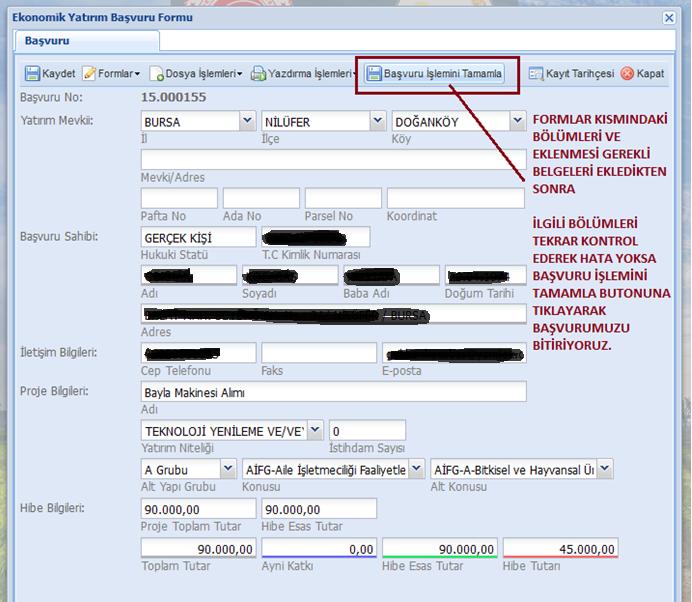 Ekonomik Yatırım Başvuru Formu
Başvuru
Kaydet Formlar Dosya İşlemleri Yazdırma İşlemleri Başvuru İşlemini Tamamla Kayıt Tarihçesi Kapat
Başvuru No: 15.000155
Yatırım Mevkii: BURSA NİLÜFER DOĞANKÖY
İl İlçe Köy
Mevki/Adres
Pafta No Ada No Parsel No Koordinat
Başvuru Sahibi: GERÇEK KİŞİ
Hukuki Statü T.C Kimlik Numarası
Adı Soyadı Baba Adı Doğum Tarihi
/ BURSA
Adres
İletişim Bilgileri:
Cep Telefonu Faks E-posta
Proje Bilgileri: Bayla Makinesi Alımı
Adı
TEKNOLOJİ YENİLEME VE/VEY 0
Yatırım Niteliği İstihdam Sayısı
A Grubu AİFG-Aile İşletmeciliği Faaliyetle AİFG-A-Bitkisel ve Hayvansal Ür
Alt Yapı Grubu Konusu Alt Konusu
Hibe Bilgileri: 90.000,00 90.000,00
Proje Toplam Tutar Hibe Esas Tutar
90.000,00 0,00 90.000,00 45.000,00
Toplam Tutar Ayni Katkı Hibe Esas Tutar Hibe Tutarı
FORMLAR KISMINDAKİ
BÖLÜMLERİ VE
EKLENMESİ GEREKLİ
BELGELERİ EKLEDİKTEN
SONRA
İLGİLİ BÖLÜMLERİ
TEKRAR KONTROL
EDEREK HATA YOKSA
BAŞVURU İŞLEMİNİ
TAMAMLA BUTONUNA
TIKLAYARAK
BAŞVURUMUZU
BİTİRİYORUZ.